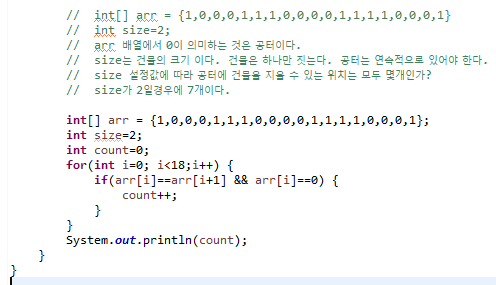 // int[] arr = {1,0,0,0,1,1,1,0,0,0,0,1,1,1,1,0,0,0,1}
// int size=2;
// arr 배열에서 0이 의미하는 것은 공터이다.
// size는 건물의 크기 이다. 건물은 하나만 짓는다. 공터는 연속적으로 있어야 한다.
// size 설정값에 따라 공터에 건물을 지을 수 있는 위치는 모두 몇개인가?
// size가 2일경우에 7개이다.
int[] arr = {1,0,0,0,1,1,1,0,0,0,0,1,1,1,1,0,0,0,1};
int size=2;
int count=0;
for(int i=0; i<18;i++) {
if(arr[i]==arr[i+1] && arr[i]==0) {
count++;
}
}
System.out.println(count);
}
}